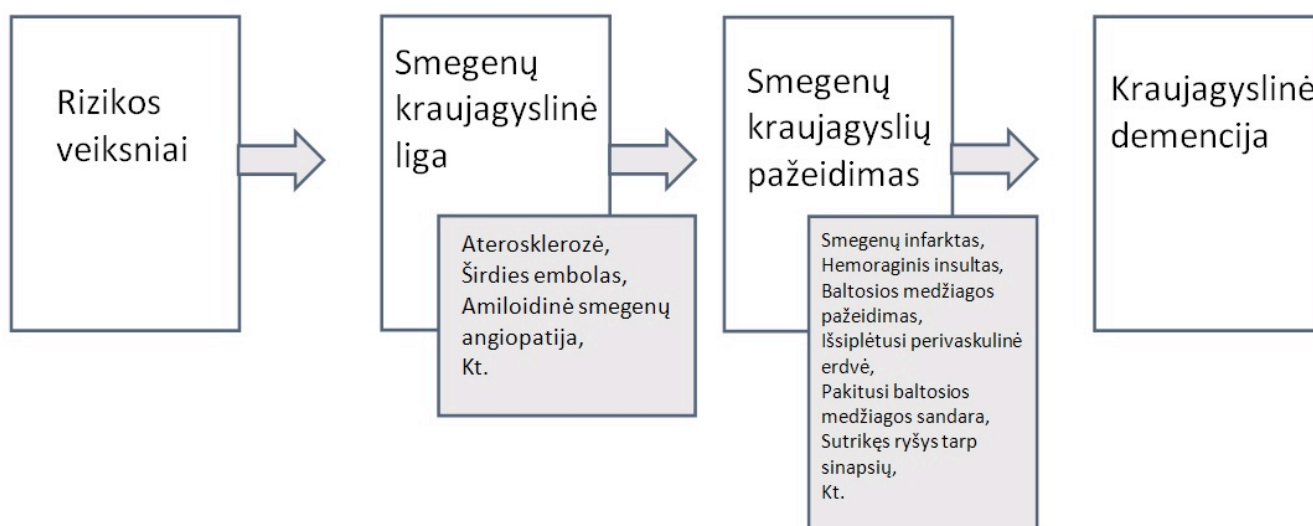 Rizikos
veiksniai
Smegenų
kraujagyslinė
liga
Aterosklerozė,
Širdies embolas,
Amiloidinė smegenų
angiopatija,
Kt.
Smegenų
kraujagyslių
pažeidimas
Smegenų infarktas,
Hemoraginis insultas,
Baltosios medžiagos
pažeidimas,
Išsiplėtusi perivaskulinė
erdvė,
Pakitusi baltosios
medžiagos sandara,
Sutrikęs ryšys tarp
sinapsių,
Kt.
Kraujagyslinė
demencija